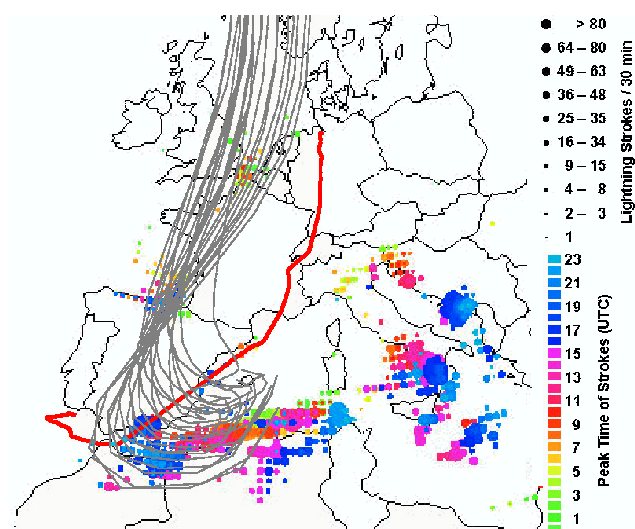 > 80
64 – 80
49 – 63
36 – 48
25 – 35
16 – 34
9 – 15
4 – 8
2 – 3
1
Lightning Strokes / 30 min
23
21
19
17
15
13
11
9
7
5
3
1
Peak Time of Strokes (UTC)